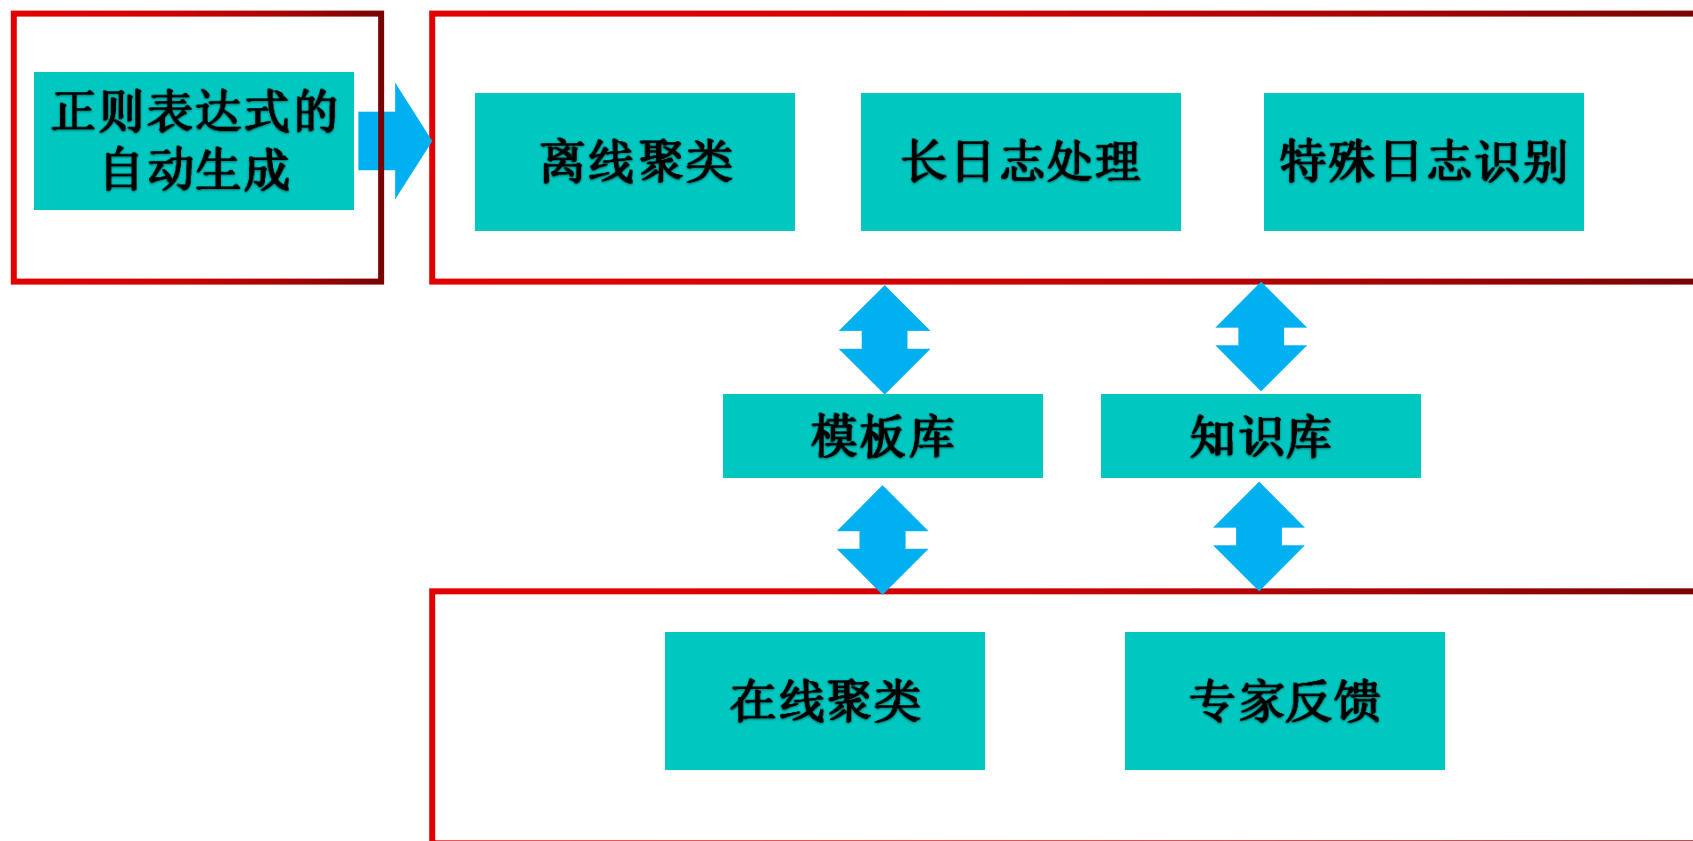 正则表达式的
自动生成
离线聚类
长日志处理
特殊日志识别
模板库
知识库
在线聚类
专家反馈